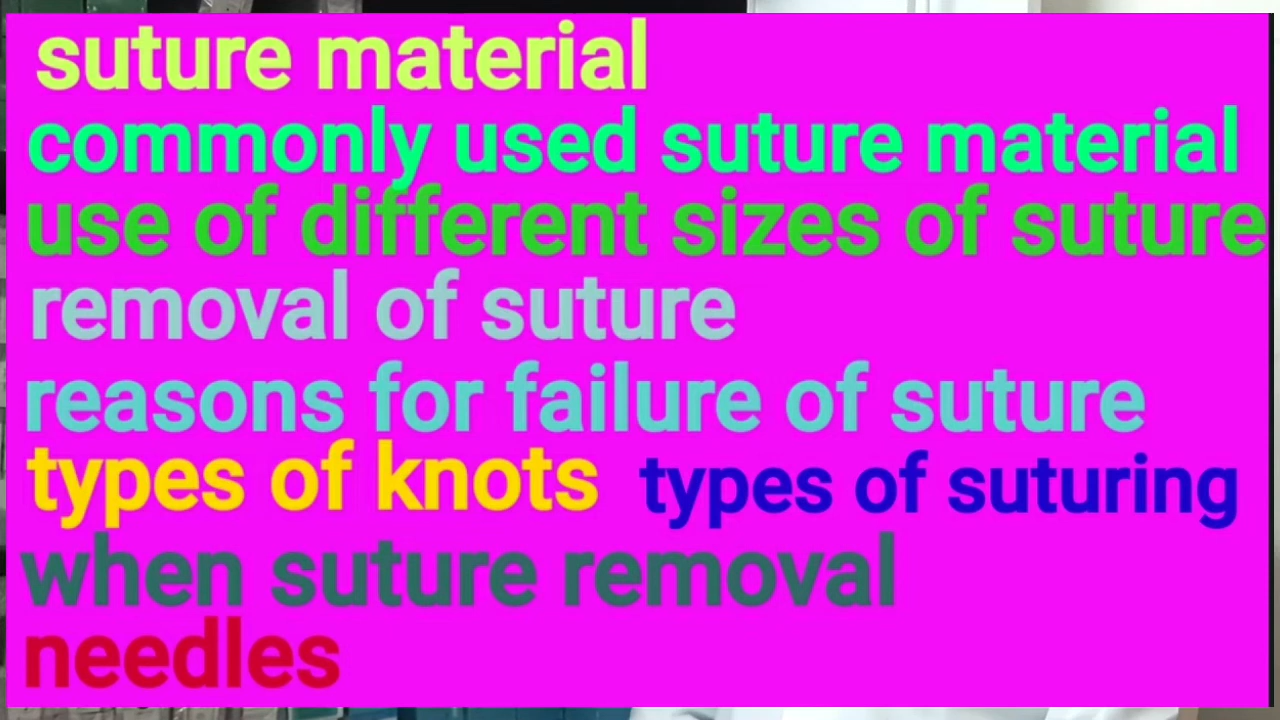 suture material
commonly used suture material
use of different sizes of suture
removal of suture
reasons for failure of suture
types of knots types of suturing
when suture removal
needles